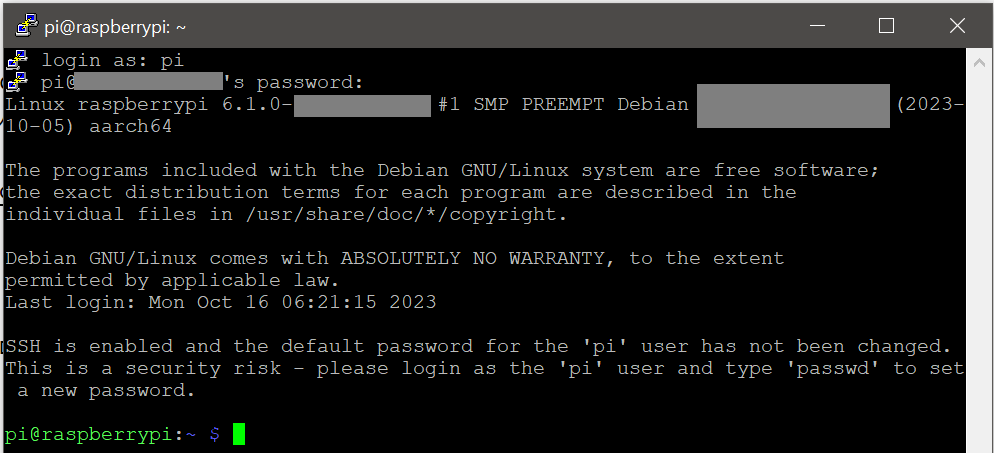 pi@raspberrypi: ~
login as: pi
pi@ 's password:
Linux raspberrypi 6.1.0- #1 SMP PREEMPT Debian (2023-
10-05) aarch64
The programs included with the Debian GNU/Linux system are free software;
the exact distribution terms for each program are described in the
individual files in /usr/share/doc/*/copyright.
Debian GNU/Linux comes with ABSOLUTELY NO WARRANTY, to the extent
permitted by applicable law.
Last login: Mon Oct 16 06:21:15 2023
SSH is enabled and the default password for the 'pi' user has not been changed.
This is a security risk - please login as the 'pi' user and type 'passwd' to set
a new password.
pi@raspberrypi:~ $